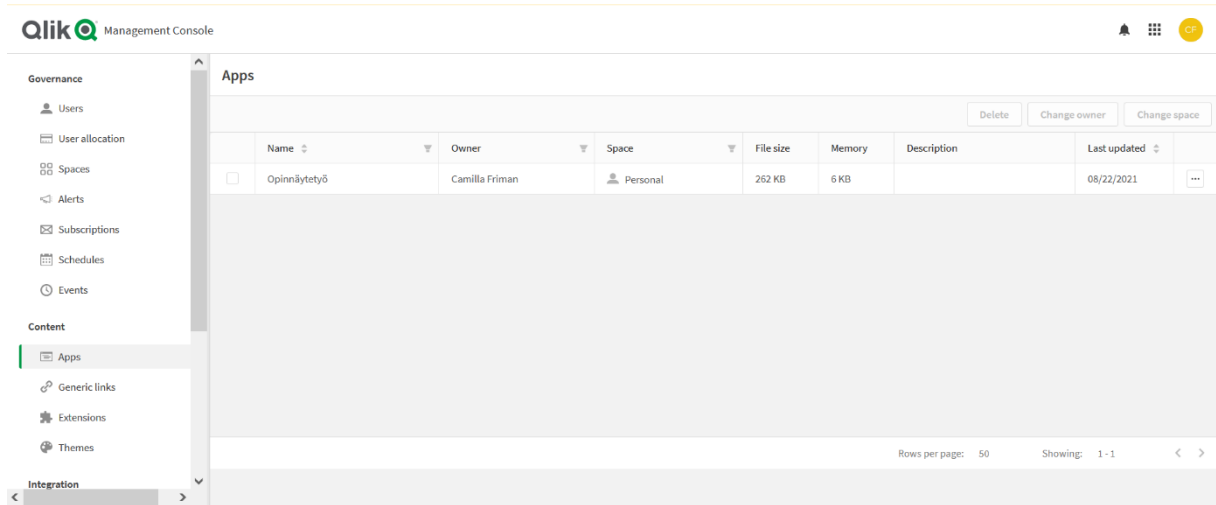 Qlik Management Console
CF
Governance
Users
User allocation
Spaces
Alerts
Subscriptions
Schedules
Events
Content
Apps
Generic links
Extensions
Themes
Integration
Apps
Delete Change owner Change space
Name Owner Space File size Memory Description Last updated
Opinnäytetyö Camilla Friman Personal 262 KB 6 KB 08/22/2021 ...
Rows per page: 50 Showing: 1 - 1